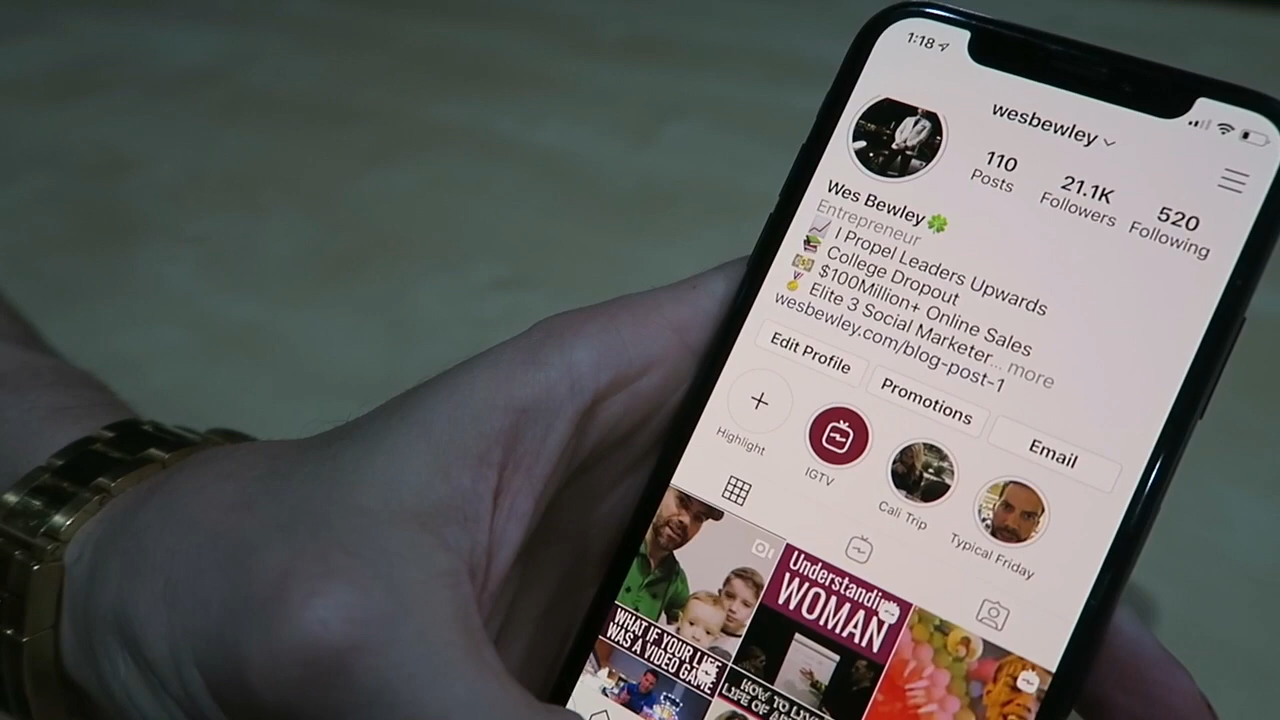 1:18
wesbewley
110
Posts
21.1K
Followers
520
Following
Wes Bewley
Entrepreneur
I Propel Leaders Upwards
College Dropout
$100Million+ Online Sales
Elite 3 Social Marketer... more
wesbewley.com/blog-post-1
Edit Profile
Promotions
Email
Highlight
IGTV
Cali Trip
Typical Friday
WHAT IF YOUR LIFE
WAS A VIDEO GAME
Understanding
WOMAN
HOW TO LIVE
LIFE OF